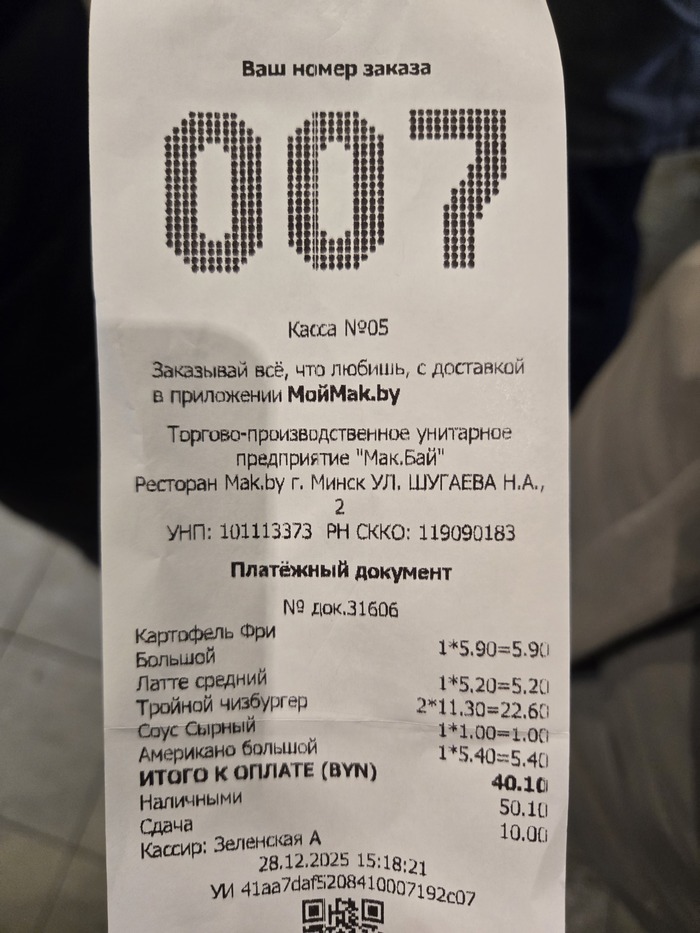 Ваш номер заказа
007
Касса №05
Заказывай всё, что любишь, с доставкой
в приложении МойМak.by
Торгово-производственное унитарное
предприятие "Мак.Бай"
Ресторан Mak.by г. Минск УЛ. ШУГАЕВА Н.А.,
2
УНП: 101113373 РН СККО: 119090183
Платёжный документ
№ док.31606
Картофель Фри
Большой 1*5.90=5.90
Латте средний 1*5.20=5.20
Тройной чизбургер 2*11.30=22.60
Соус Сырный 1*1.00=1.00
Американо большой 1*5.40=5.40
ИТОГО К ОПЛАТЕ (BYN) 40.10
Наличными 50.10
Сдача 10.00
Кассир: Зеленская А
28.12.2025 15:18:21
УИ 41aa7daf5208410007192c07